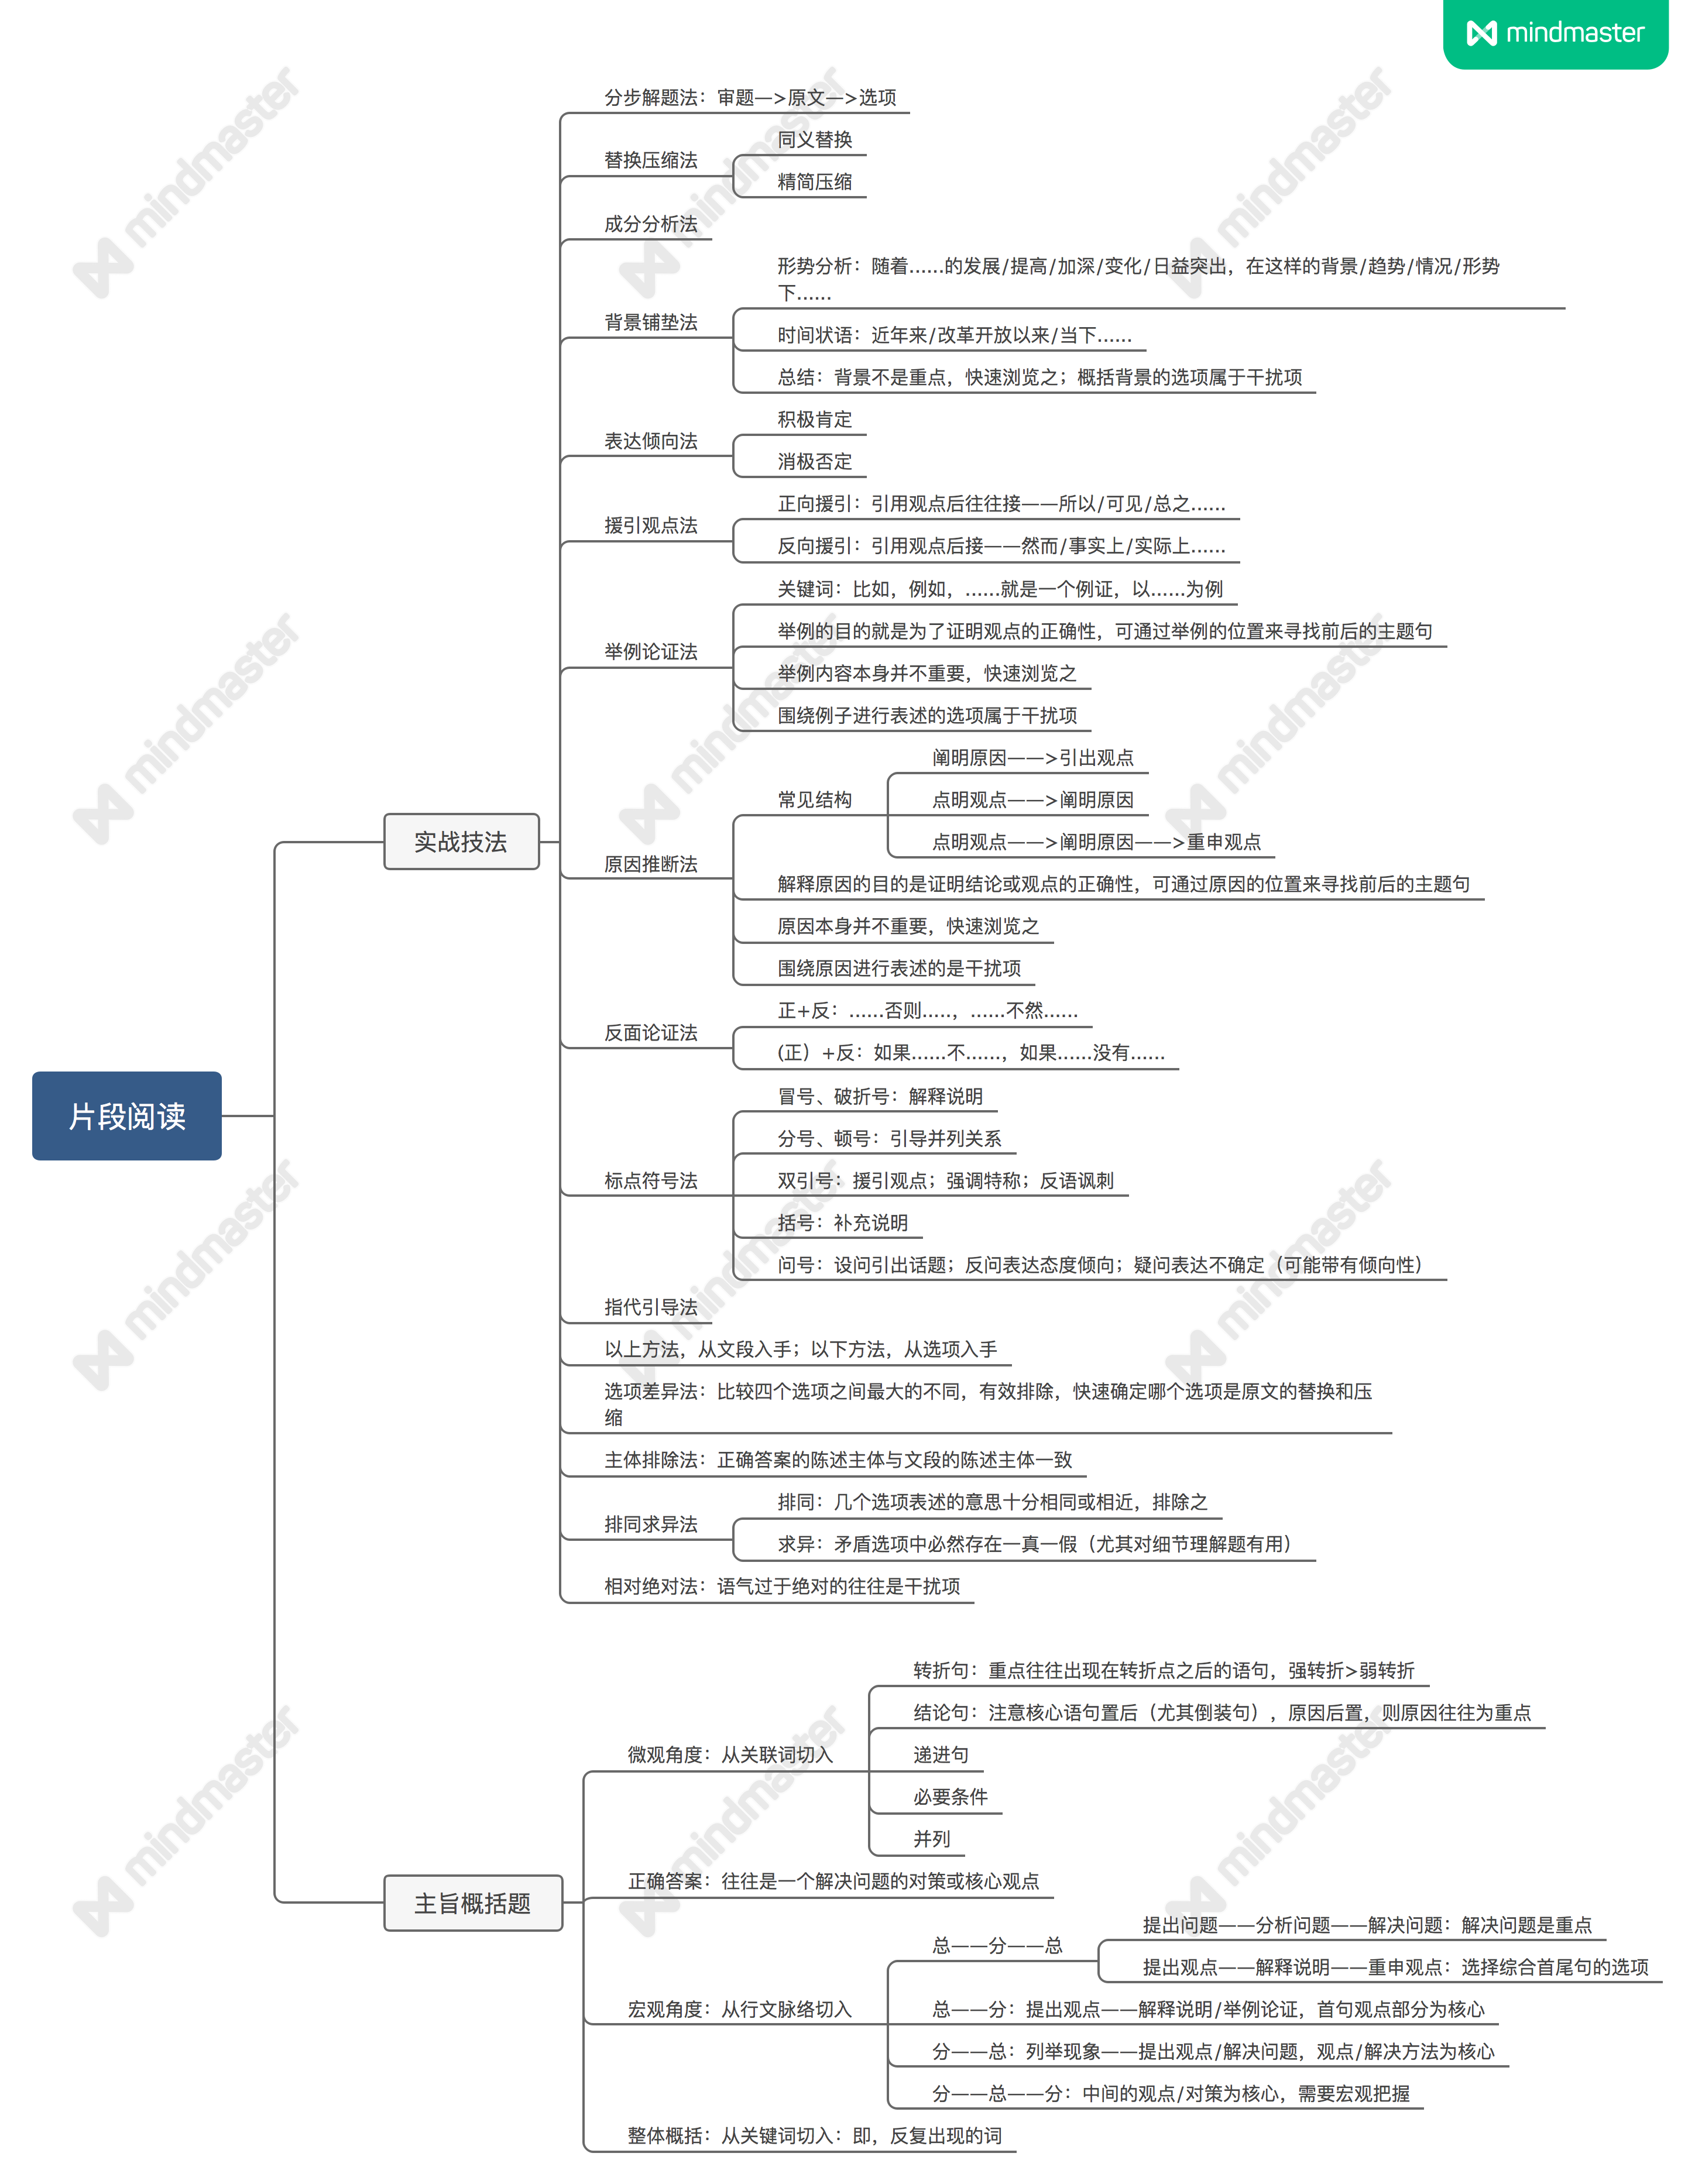 mindmaster
分步解题法：审题—>原文—>选项
替换压缩法
同义替换
精简压缩
成分分析法
背景铺垫法
形势分析：随着……的发展/提高/加深/变化/日益突出，在这样的背景/趋势/情况/形势
下……
时间状语：近年来/改革开放以来/当下……
总结：背景不是重点，快速浏览之；概括背景的选项属于干扰项
表达倾向法
积极肯定
消极否定
援引观点法
正向援引：引用观点后往往接——所以/可见/总之……
反向援引：引用观点后接——然而/事实上/实际上……
举例论证法
关键词：比如，例如，……就是一个例证，以……为例
举例的目的就是为了证明观点的正确性，可通过举例的位置来寻找前后的主题句
举例内容本身并不重要，快速浏览之
围绕例子进行表述的选项属于干扰项
原因推断法
常见结构
阐明原因——>引出观点
点明观点——>阐明原因
点明观点——>阐明原因——>重申观点
解释原因的目的是证明结论或观点的正确性，可通过原因的位置来寻找前后的主题句
原因本身并不重要，快速浏览之
围绕原因进行表述的是干扰项
反面论证法
正+反：……否则…..，……不然……
(正）+反：如果……不……，如果……没有……
标点符号法
冒号、破折号：解释说明
分号、顿号：引导并列关系
双引号：援引观点；强调特称；反语讽刺
括号：补充说明
问号：设问引出话题；反问表达态度倾向；疑问表达不确定（可能带有倾向性）
指代引导法
以上方法，从文段入手；以下方法，从选项入手
选项差异法：比较四个选项之间最大的不同，有效排除，快速确定哪个选项是原文的替换和压
缩
主体排除法：正确答案的陈述主体与文段的陈述主体一致
排同求异法
排同：几个选项表述的意思十分相同或相近，排除之
求异：矛盾选项中必然存在一真一假（尤其对细节理解题有用）
相对绝对法：语气过于绝对的往往是干扰项
实战技法
片段阅读
主旨概括题
微观角度：从关联词切入
转折句：重点往往出现在转折点之后的语句，强转折>弱转折
结论句：注意核心语句置后（尤其倒装句），原因后置，则原因往往为重点
递进句
必要条件
并列
正确答案：往往是一个解决问题的对策或核心观点
宏观角度：从行文脉络切入
总——分——总
提出问题——分析问题——解决问题：解决问题是重点
提出观点——解释说明——重申观点：选择综合首尾句的选项
总——分：提出观点——解释说明/举例论证，首句观点部分为核心
分——总：列举现象——提出观点/解决问题，观点/解决方法为核心
分——总——分：中间的观点/对策为核心，需要宏观把握
整体概括：从关键词切入：即，反复出现的词